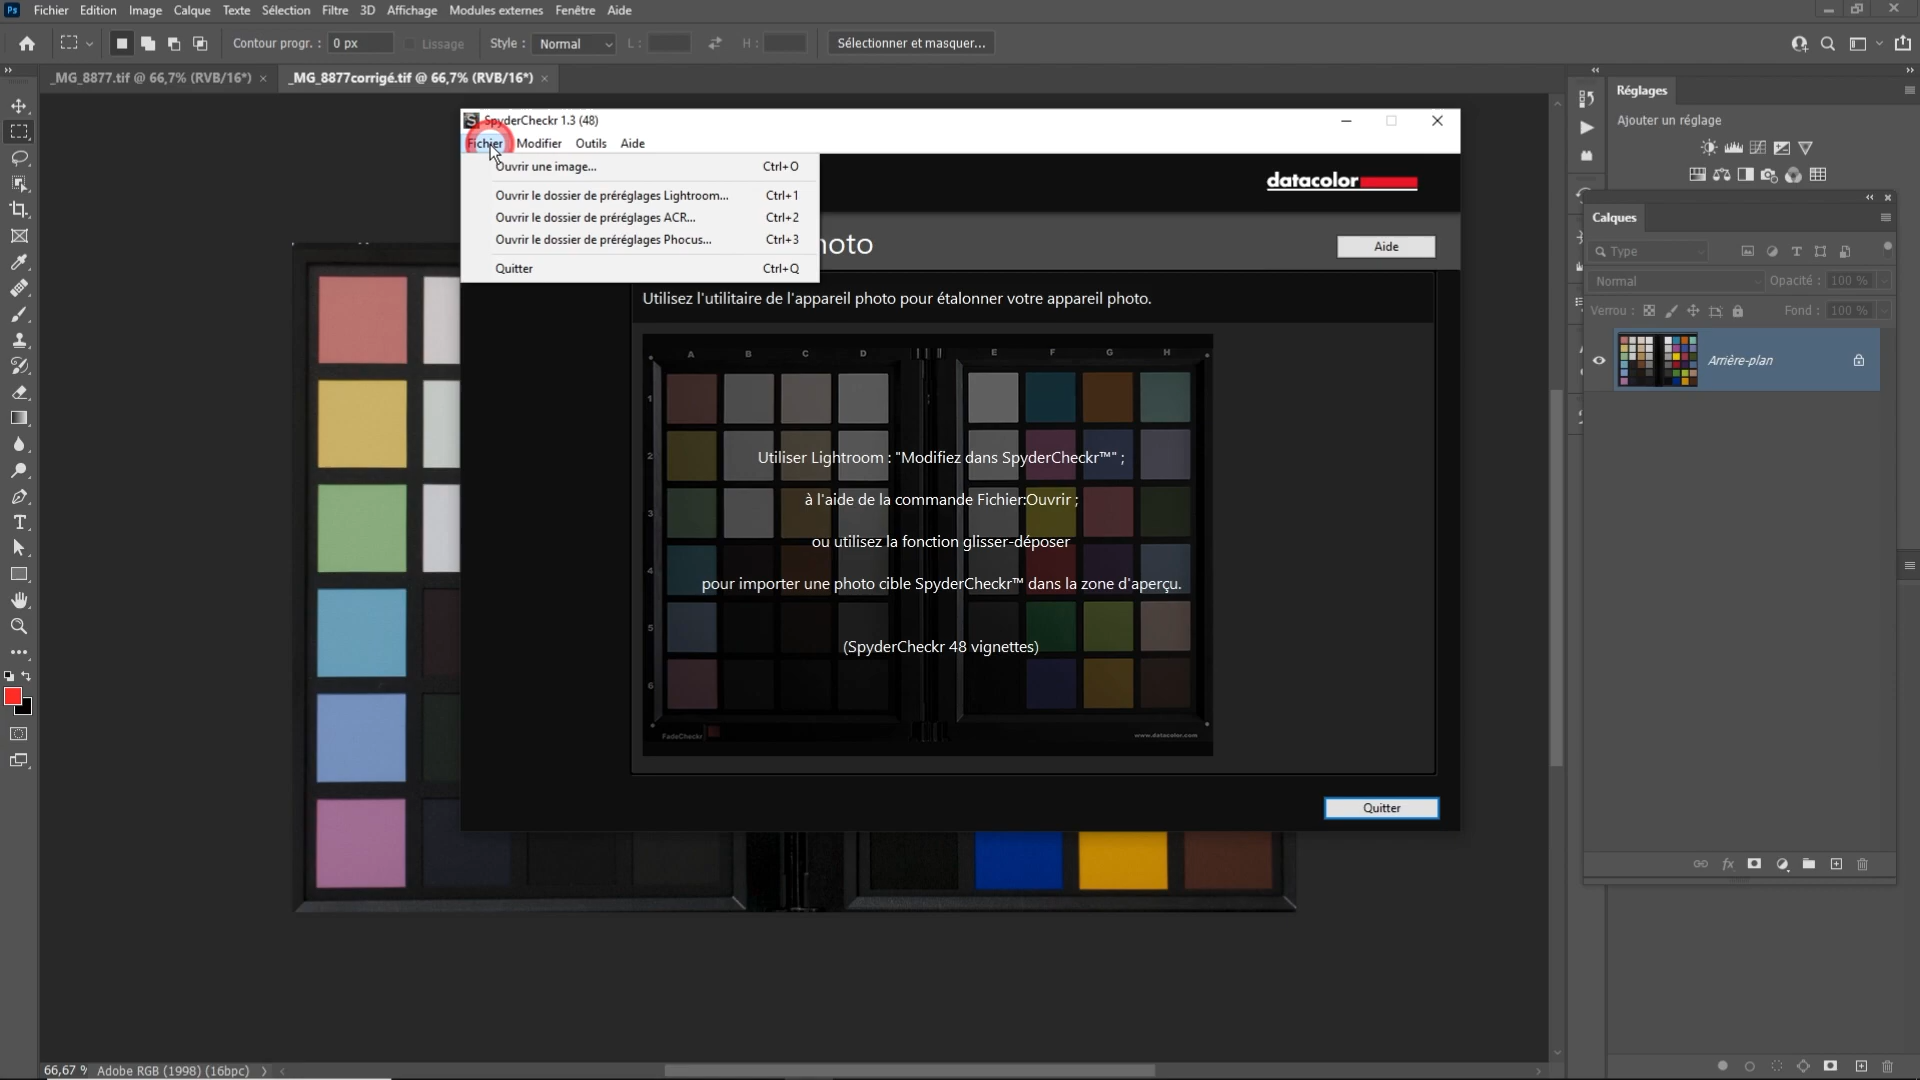 Ps Fichier Edition Image Calque Texte Sélection Filtre 3D Affichage Modules externes Fenêtre Aide
Contour progr. : 0 px Lissage Style : Normal L : H : Sélectionner et masquer...
_MG_8877.tif @ 66,7% (RVB/16*) × _MG_8877corrigé.tif @ 66,7% (RVB/16*) ×
Réglages
Ajouter un réglage
Calques
Type
Normal Opacité : 100 %
Verrou : Fond : 100 %
Arrière-plan
SpyderCheckr 1.3 (48)
Fichier Modifier Outils Aide
Ouvrir une image... Ctrl+O
Ouvrir le dossier de préréglages Lightroom... Ctrl+1
Ouvrir le dossier de préréglages ACR... Ctrl+2
Ouvrir le dossier de préréglages Phocus... Ctrl+3
Quitter Ctrl+Q
datacolor
hoto
Aide
Utilisez l'utilitaire de l'appareil photo pour étalonner votre appareil photo.
A B C D E F G H
1
2
3
4
5
6
Utiliser Lightroom : "Modifiez dans SpyderCheckr™" ;
à l'aide de la commande Fichier:Ouvrir ;
ou utilisez la fonction glisser-déposer
pour importer une photo cible SpyderCheckr™ dans la zone d'aperçu.
(SpyderCheckr 48 vignettes)
FadeCheckr www.datacolor.com
Quitter
66,67 % Adobe RGB (1998) (16bpc)